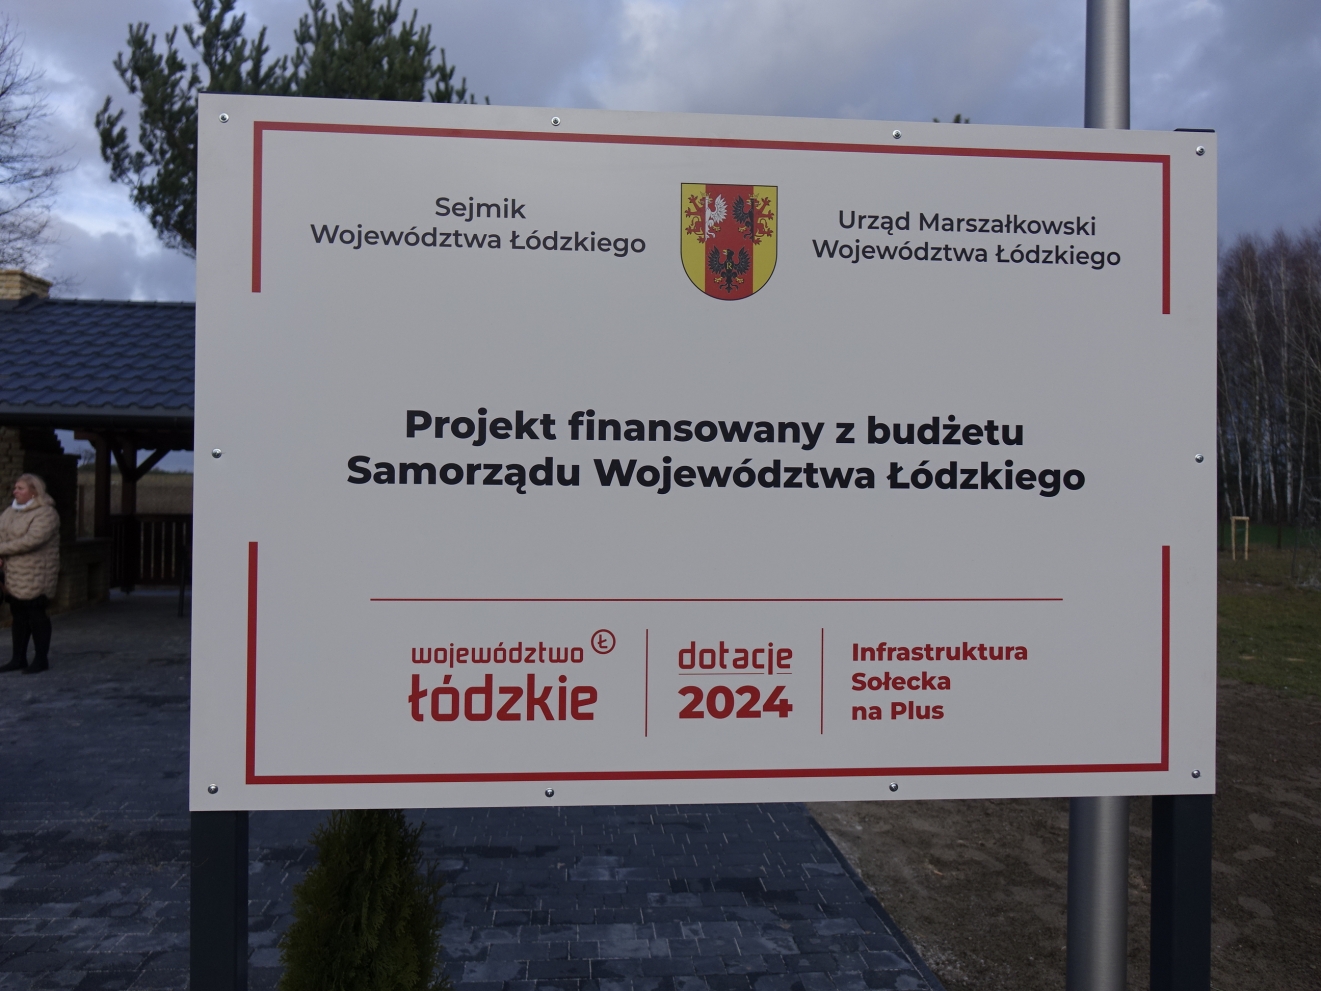 Sejmik
Województwa Łódzkiego
Urząd Marszałkowski
Województwa Łódzkiego
R
Projekt finansowany z budżetu
Samorządu Województwa Łódzkiego
województwo Ł
łódzkie
dotacje
2024
Infrastruktura
Sołecka
na Plus